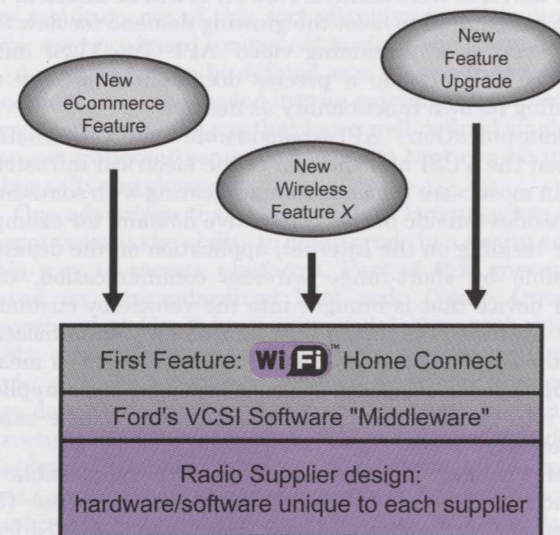 New
eCommerce
Feature
New
Wireless
Feature X
New
Feature
Upgrade
First Feature: Wi Fi™ Home Connect
Ford's VCSI Software "Middleware"
Radio Supplier design:
hardware/software unique to each supplier